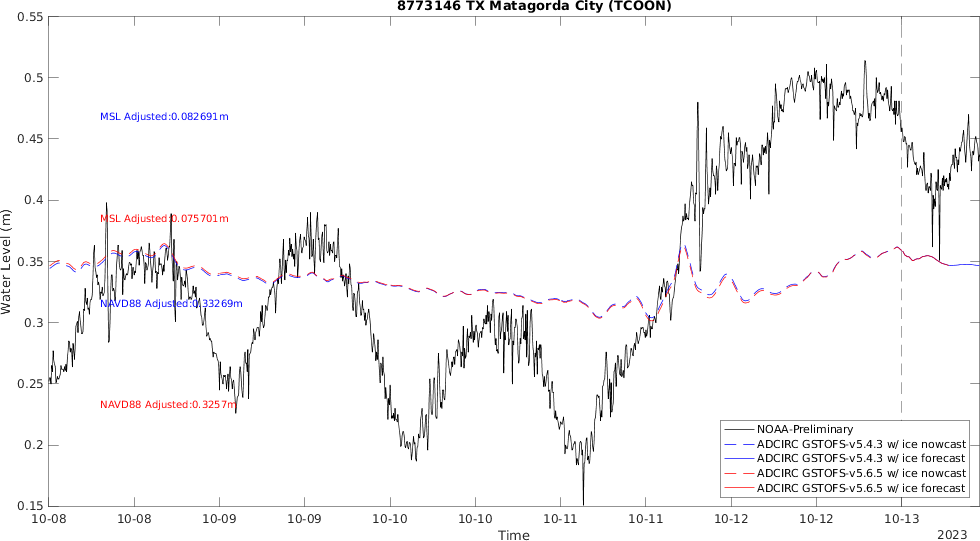 8773146 TX Matagorda City (TCOON)
0.55
0.5
0.45
0.4
0.35
0.3
0.25
0.2
0.15
Water Level (m)
MSL Adjusted:0.082691m
MSL Adjusted:0.075701m
NAVD88 Adjusted:0.33269m
NAVD88 Adjusted:0.3257m
NOAA-Preliminary
ADCIRC GSTOFS-v5.4.3 w/ ice nowcast
ADCIRC GSTOFS-v5.4.3 w/ ice forecast
ADCIRC GSTOFS-v5.6.5 w/ ice nowcast
ADCIRC GSTOFS-v5.6.5 w/ ice forecast
10-08 10-08 10-09 10-09 10-10 10-10 10-11 10-11 10-12 10-12 10-13
Time
2023